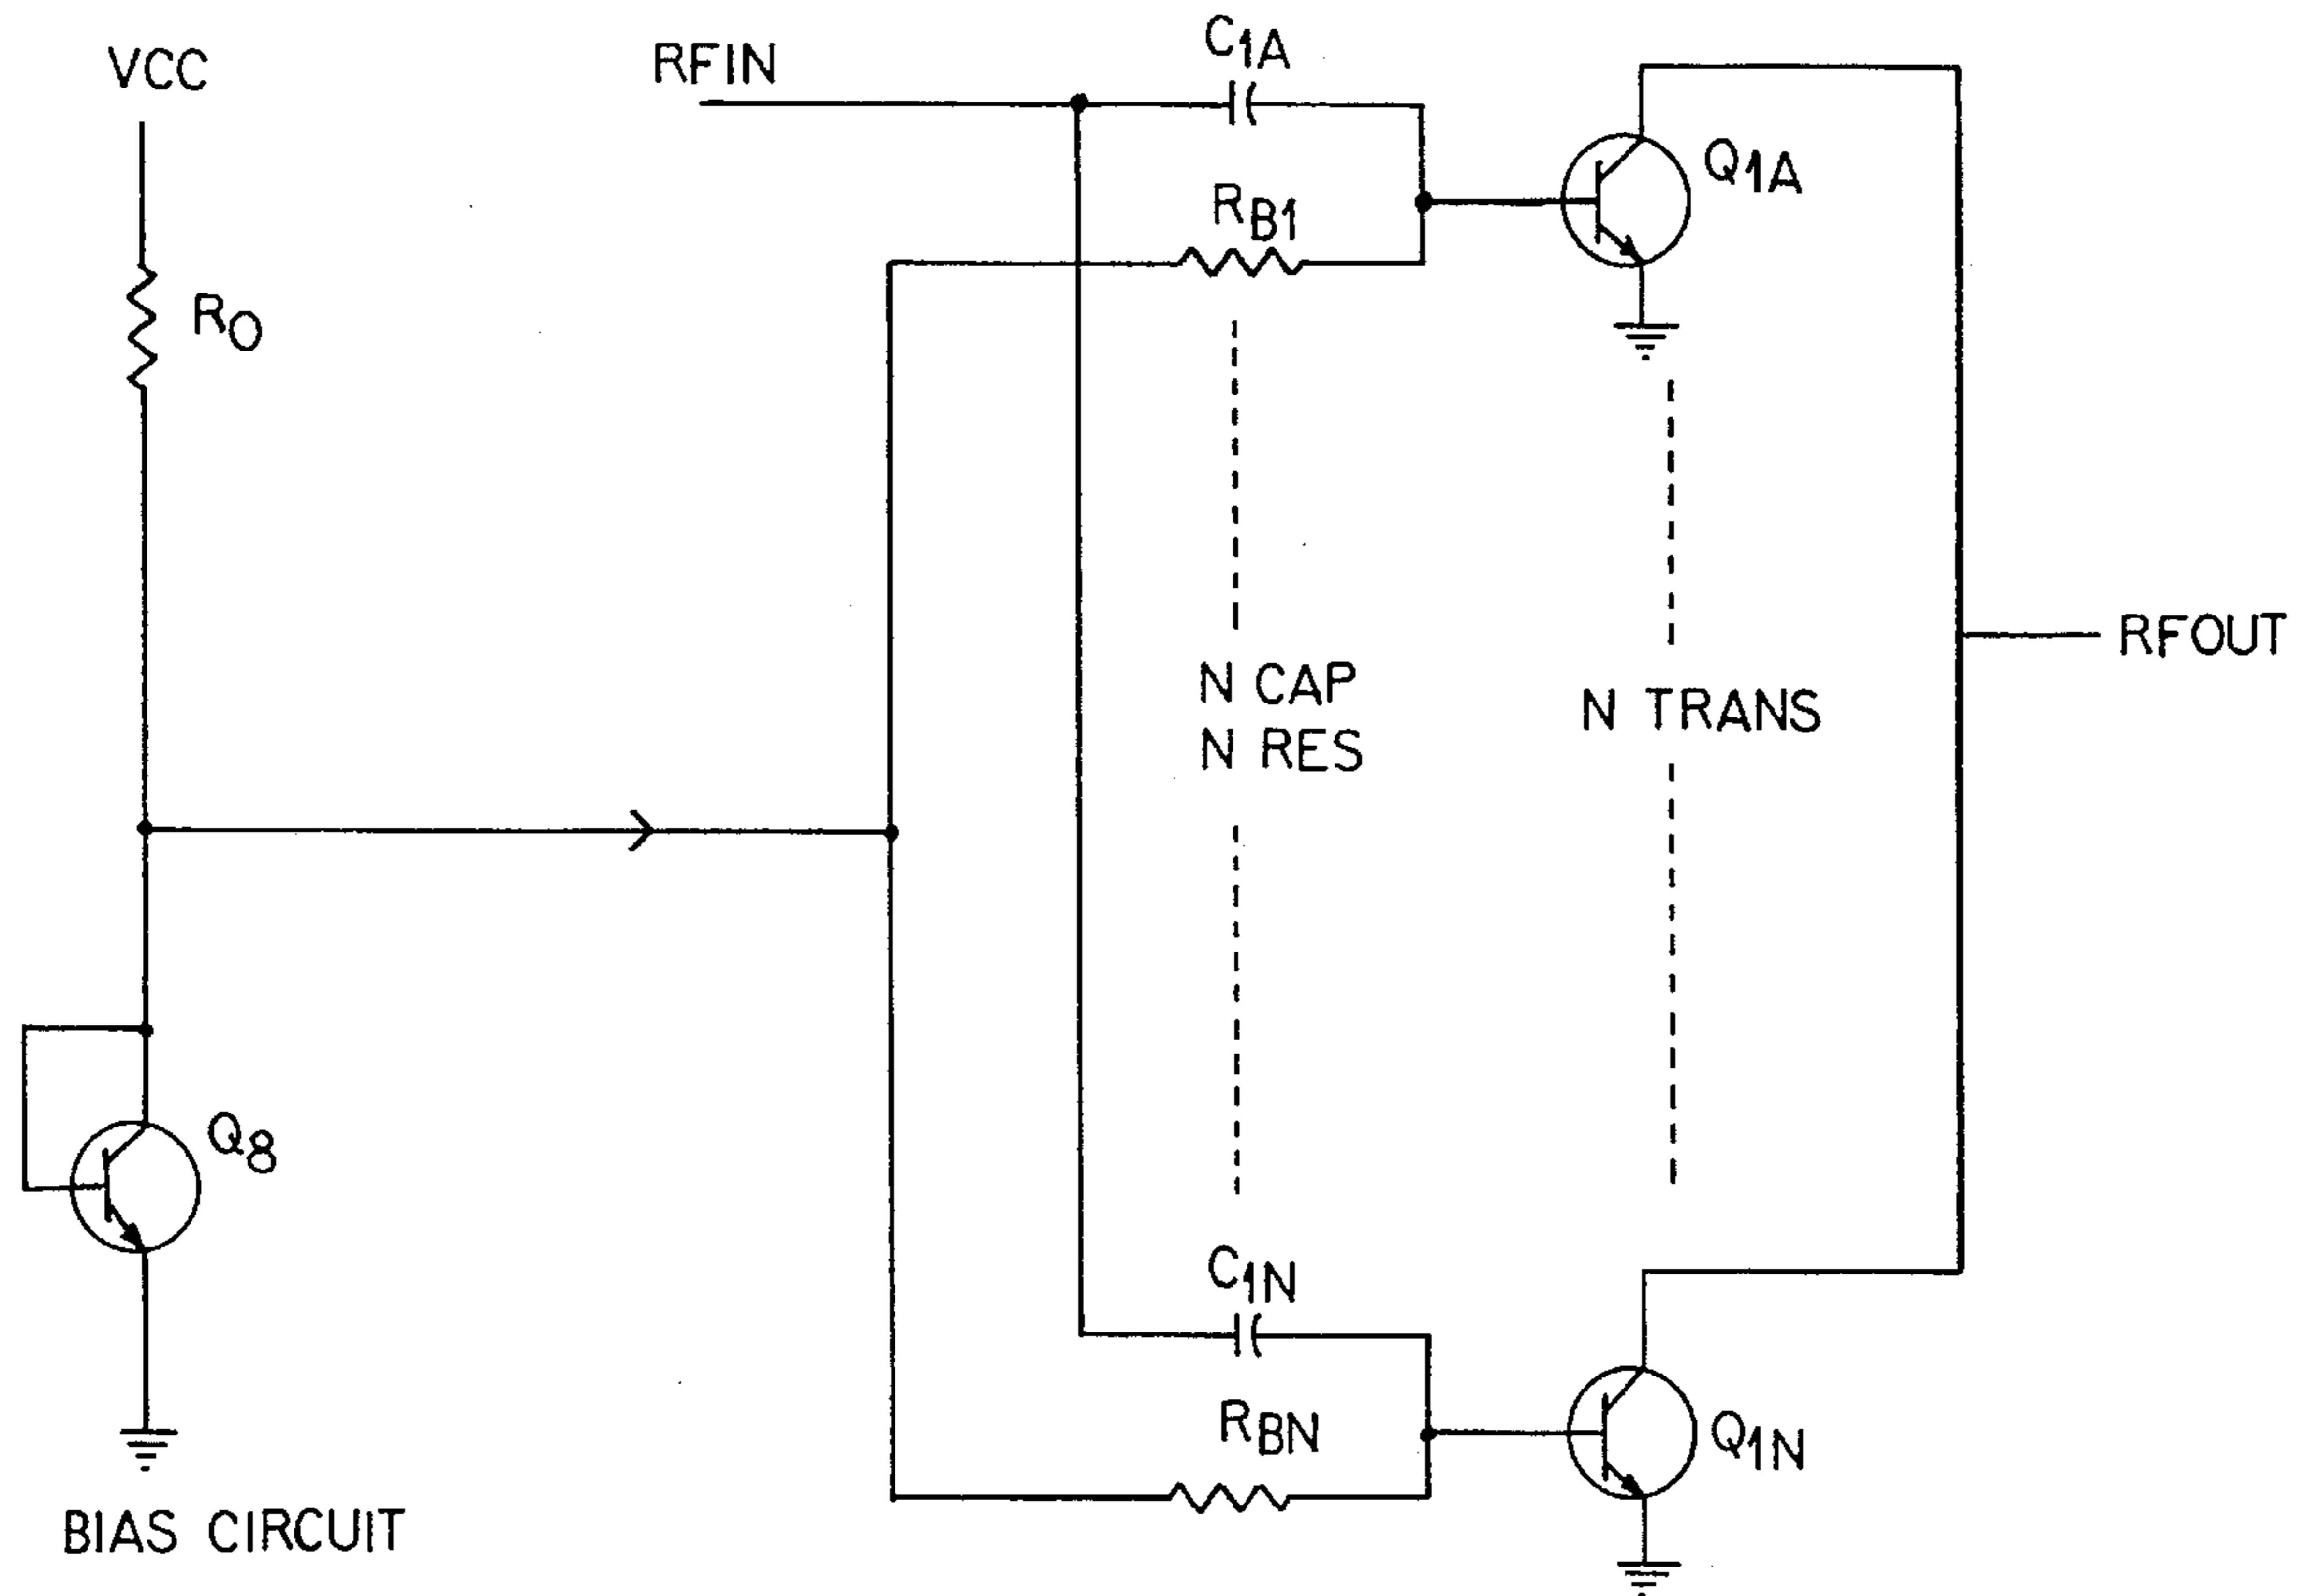 VCC
RFIN
C1A
Q1A
RB1
RO
N CAP
N RES
N TRANS
RFOUT
Q8
C1N
RBN
Q1N
BIAS CIRCUIT